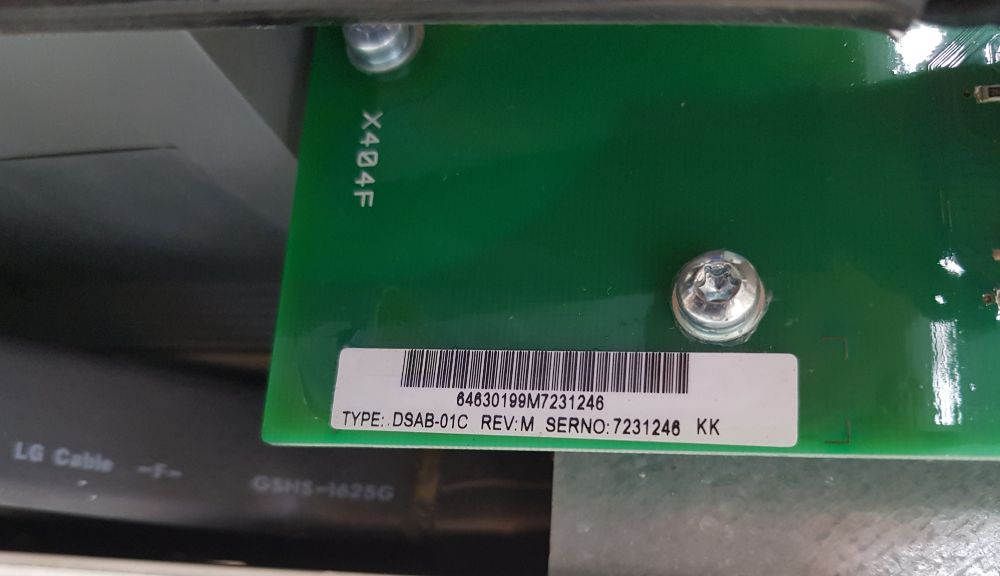 X404F
64630199M7231246
TYPE: DSAB-01C REV:M SERNO:7231246 KK
LG Cable -F- GSHS-1625G